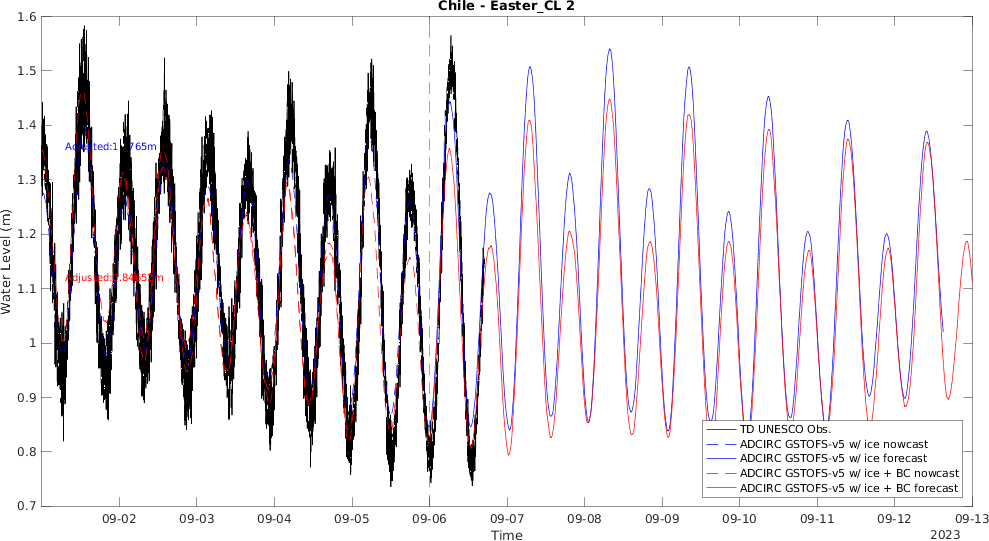 Chile - Easter_CL 2
1.6
1.5
1.4
1.3
1.2
1.1
1
0.9
0.8
0.7
Water Level (m)
TD UNESCO Obs.
ADCIRC GSTOFS-v5 w/ ice nowcast
ADCIRC GSTOFS-v5 w/ ice forecast
ADCIRC GSTOFS-v5 w/ ice + BC nowcast
ADCIRC GSTOFS-v5 w/ ice + BC forecast
09-02 09-03 09-04 09-05 09-06 09-07 09-08 09-09 09-10 09-11 09-12 09-13
Time
2023